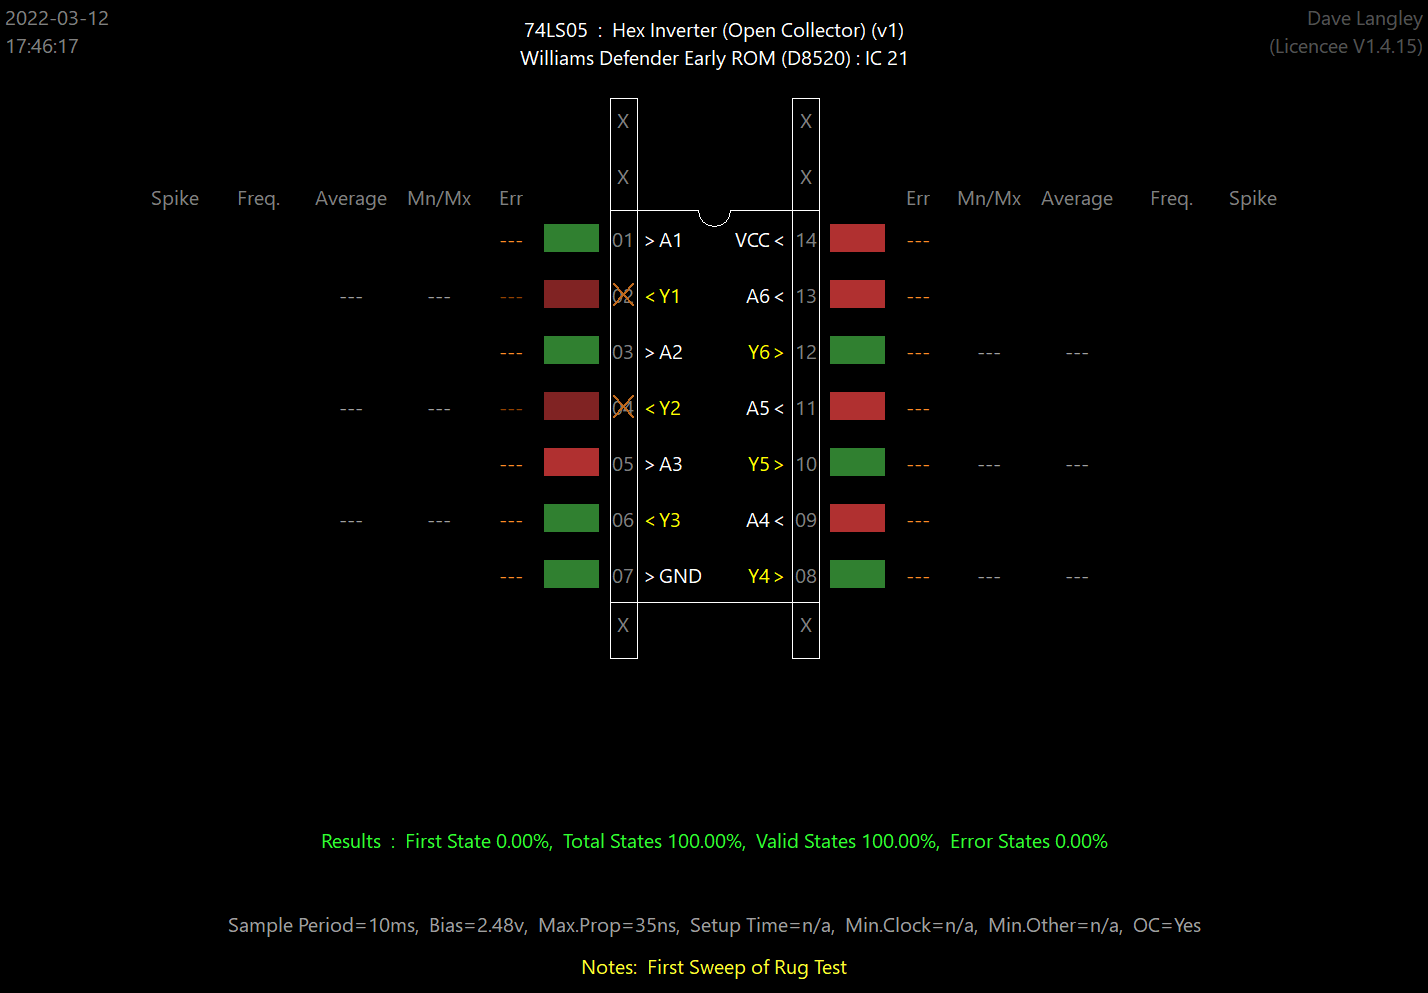 2022-03-12
17:46:17
74LS05 : Hex Inverter (Open Collector) (v1)
Williams Defender Early ROM (D8520) : IC 21
Dave Langley
(Licencee V1.4.15)
X X
X X
Spike Freq. Average Mn/Mx Err Err Mn/Mx Average Freq. Spike
--- 01 > A1 VCC < 14 ---
--- --- --- 02 < Y1 A6 < 13 ---
--- 03 > A2 Y6 > 12 --- --- ---
--- --- --- 04 < Y2 A5 < 11 ---
--- 05 > A3 Y5 > 10 --- --- ---
--- --- --- 06 < Y3 A4 < 09 ---
--- 07 > GND Y4 > 08 --- --- ---
X X
Results : First State 0.00%, Total States 100.00%, Valid States 100.00%, Error States 0.00%
Sample Period=10ms, Bias=2.48v, Max.Prop=35ns, Setup Time=n/a, Min.Clock=n/a, Min.Other=n/a, OC=Yes
Notes: First Sweep of Rug Test